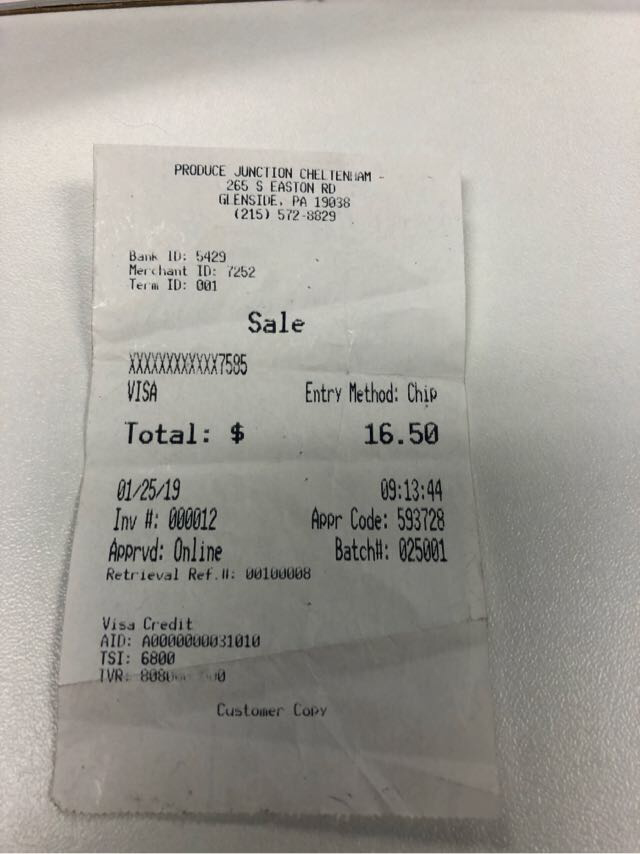 PRODUCE JUNCTION CHELTENHAM -
265 S EASTON RD
GLENSIDE, PA 19038
(215) 572-8829
Bank ID: 5429
Merchant ID: 7252
Term ID: 001
Sale
XXXXXXXXXXXX7585
VISA Entry Method: Chip
Total: $ 16.50
01/25/19 09:13:44
Inv #: 000012 Appr Code: 593728
Apprvd: Online Batch#: 025001
Retrieval Ref.#: 00100008
Visa Credit
AID: A0000000031010
TSI: 6800
TVR:
Customer Copy